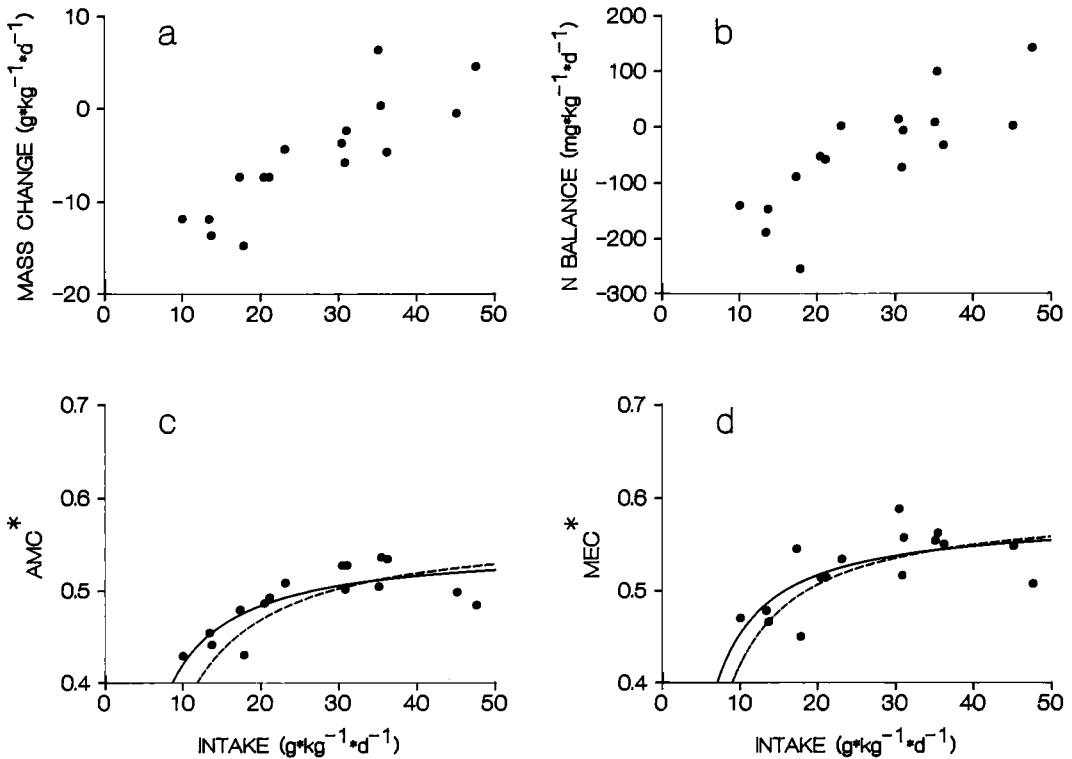 a
MASS CHANGE (g*kg⁻¹*d⁻¹)
10
0
−10
−20
0 10 20 30 40 50
b
N BALANCE (mg*kg⁻¹*d⁻¹)
200
100
0
−100
−200
−300
0 10 20 30 40 50
c
AMC*
0.7
0.6
0.5
0.4
0 10 20 30 40 50
INTAKE (g*kg⁻¹*d⁻¹)
d
MEC*
0.7
0.6
0.5
0.4
0 10 20 30 40 50
INTAKE (g*kg⁻¹*d⁻¹)